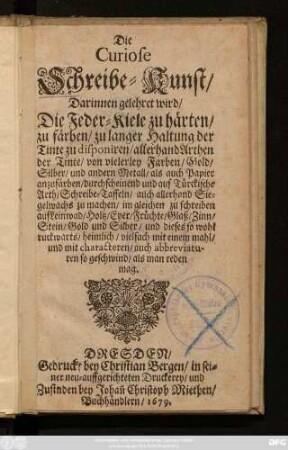 Die
Curiose
Schreibe-Kunst/
Darinnen gelehret wird/
Die Feder-Kiele zu härten/
zu färben/ zu langer Haltung der
Tinte zu disponiren/ allerhand Arthen
der Tinte/ von vielerley Farben/ Gold/
Silber/ und andern Metall/ als auch Papier
anzufärben/ durchscheinend und auf Türckische
Arth/ Schreibe-Taffeln/ auch allerhand Sie-
gelwachs zu machen/ im gleichen zu schreiben
auf Leinwad/ Holtz/ Eyer/ Früchte/ Glaß/ Zinn/
Stein/ Gold und Silber/ und dieses so wohl
ruckwarts/ heimlich/ vielfach mit einem mahl/
und mit characteren/ auch abbreviatu-
ren so geschwind/ als man reden
mag.
DRESDEN/
Gedruckt bey Christian Bergen/ in sei-
ner neu-auffgerichteten Druckerey/ und
Zufinden bey Johañ Christoph Miethen/
Buchhändlern/ 1679.